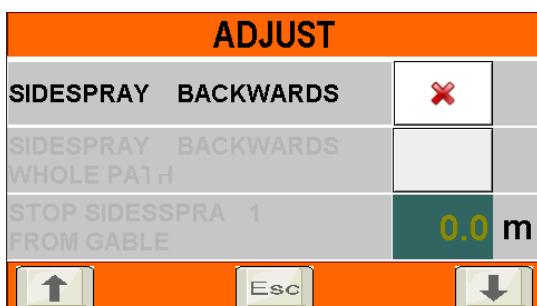 ADJUST
SIDESPRAY BACKWARDS
SIDESPRAY BACKWARDS
WHOLE PATH
STOP SIDESSPRA 1
FROM GABLE
0.0 m
Esc